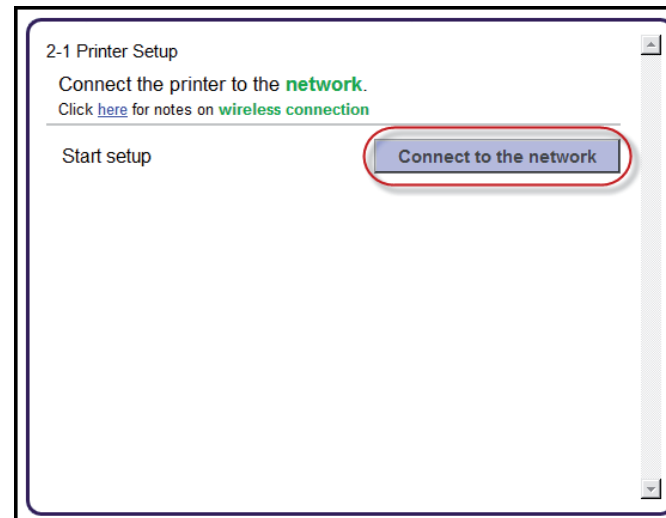 2-1 Printer Setup
Connect the printer to the network.
Click here for notes on wireless connection
Start setup
Connect to the network